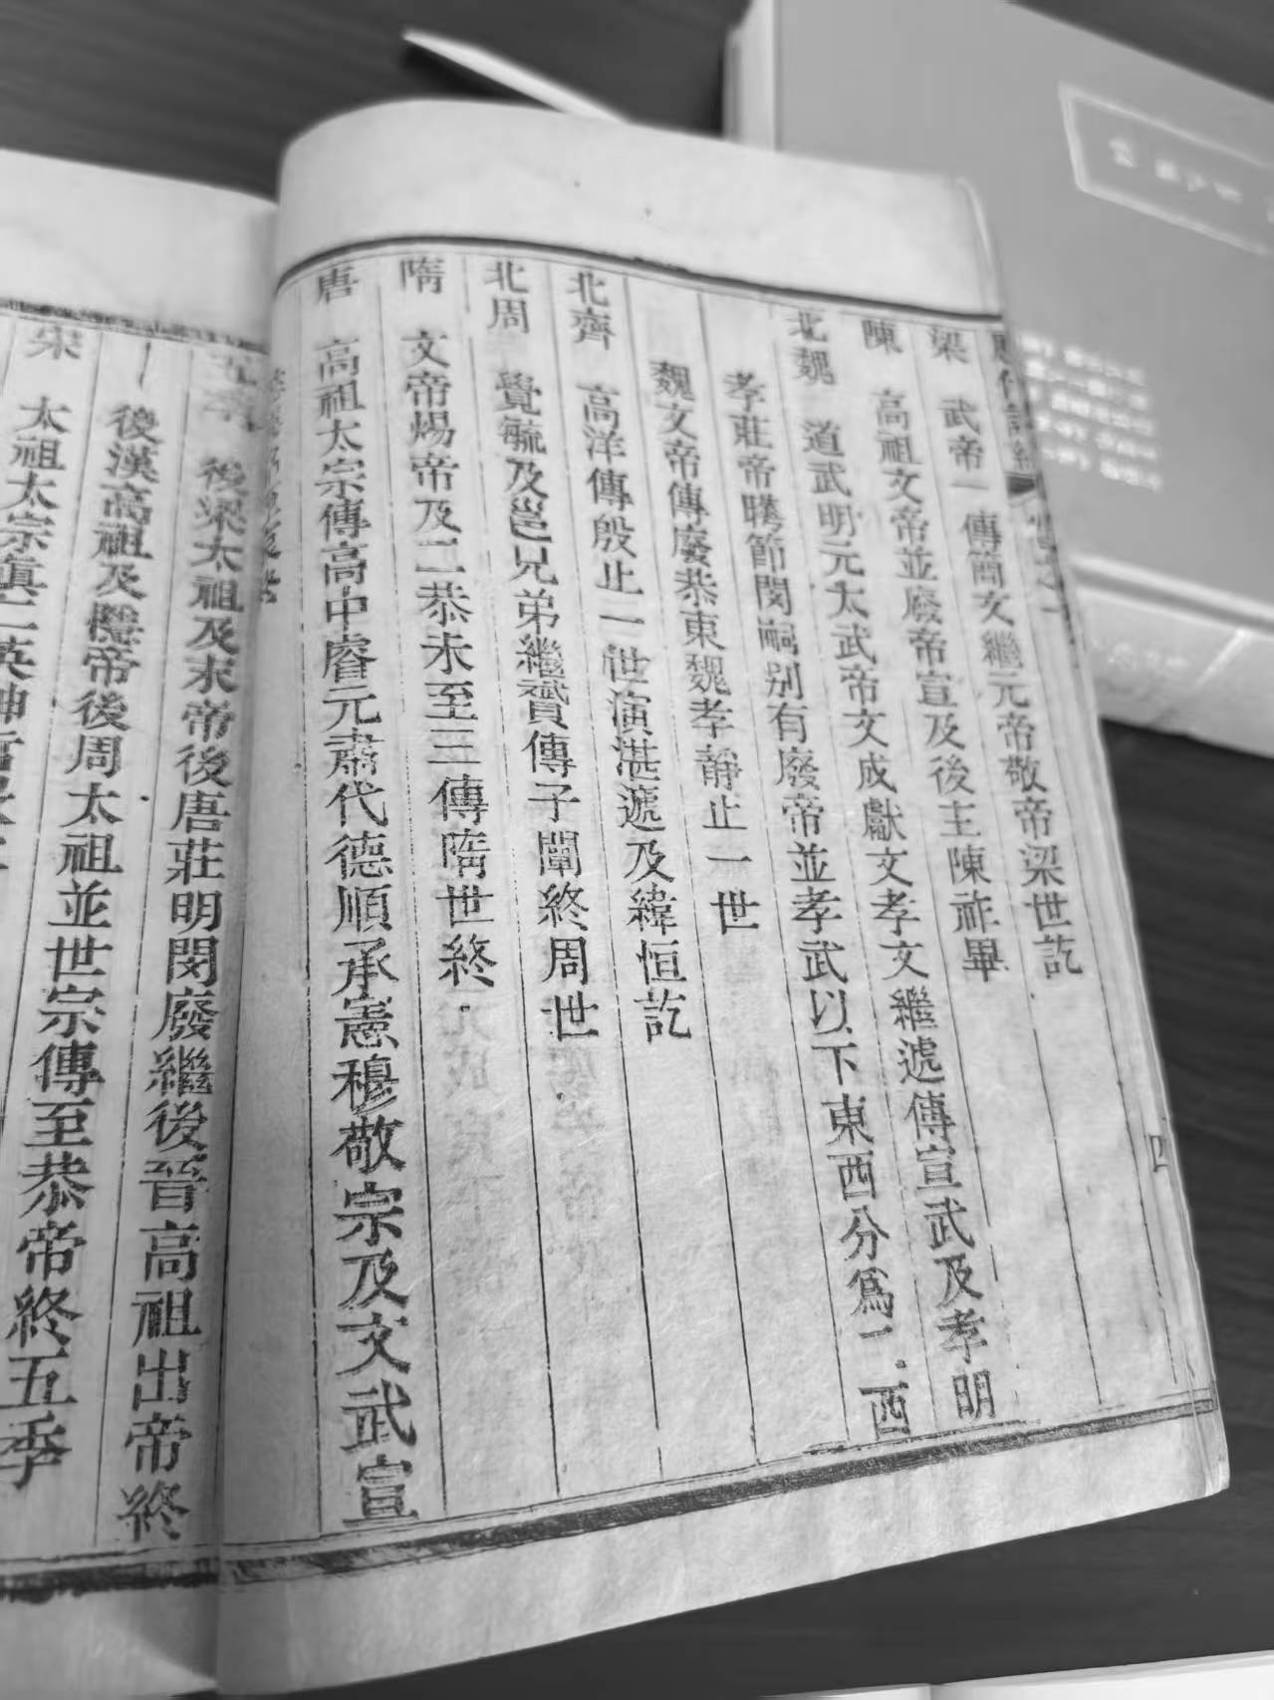 梁 武帝一傳簡文繼元帝敬帝梁世訖
陳 高祖文帝並廢帝宣及後主陳祚畢
北魏 道武明元太武帝文成獻文孝文繼遞傳宣武及孝明
孝莊帝曄節閔嗣別有廢帝並孝武以下東西分爲二西
魏文帝傳廢恭東魏孝靜止一世
北齊 高洋傳殷止一世演湛遞及緯恒訖
北周 覺毓及邕兄弟繼贇傳子闡終周世
隋 文帝煬帝及二恭未至三傳隋世終
唐 高祖太宗傳高中睿元肅代德順承憲穆敬宗及文武宣
後梁太祖及末帝後唐莊明閔廢繼後晉高祖出帝終
後漢高祖及隱帝後周太祖並世宗傳至恭帝終五季
宋 太祖太宗真仁英神
四